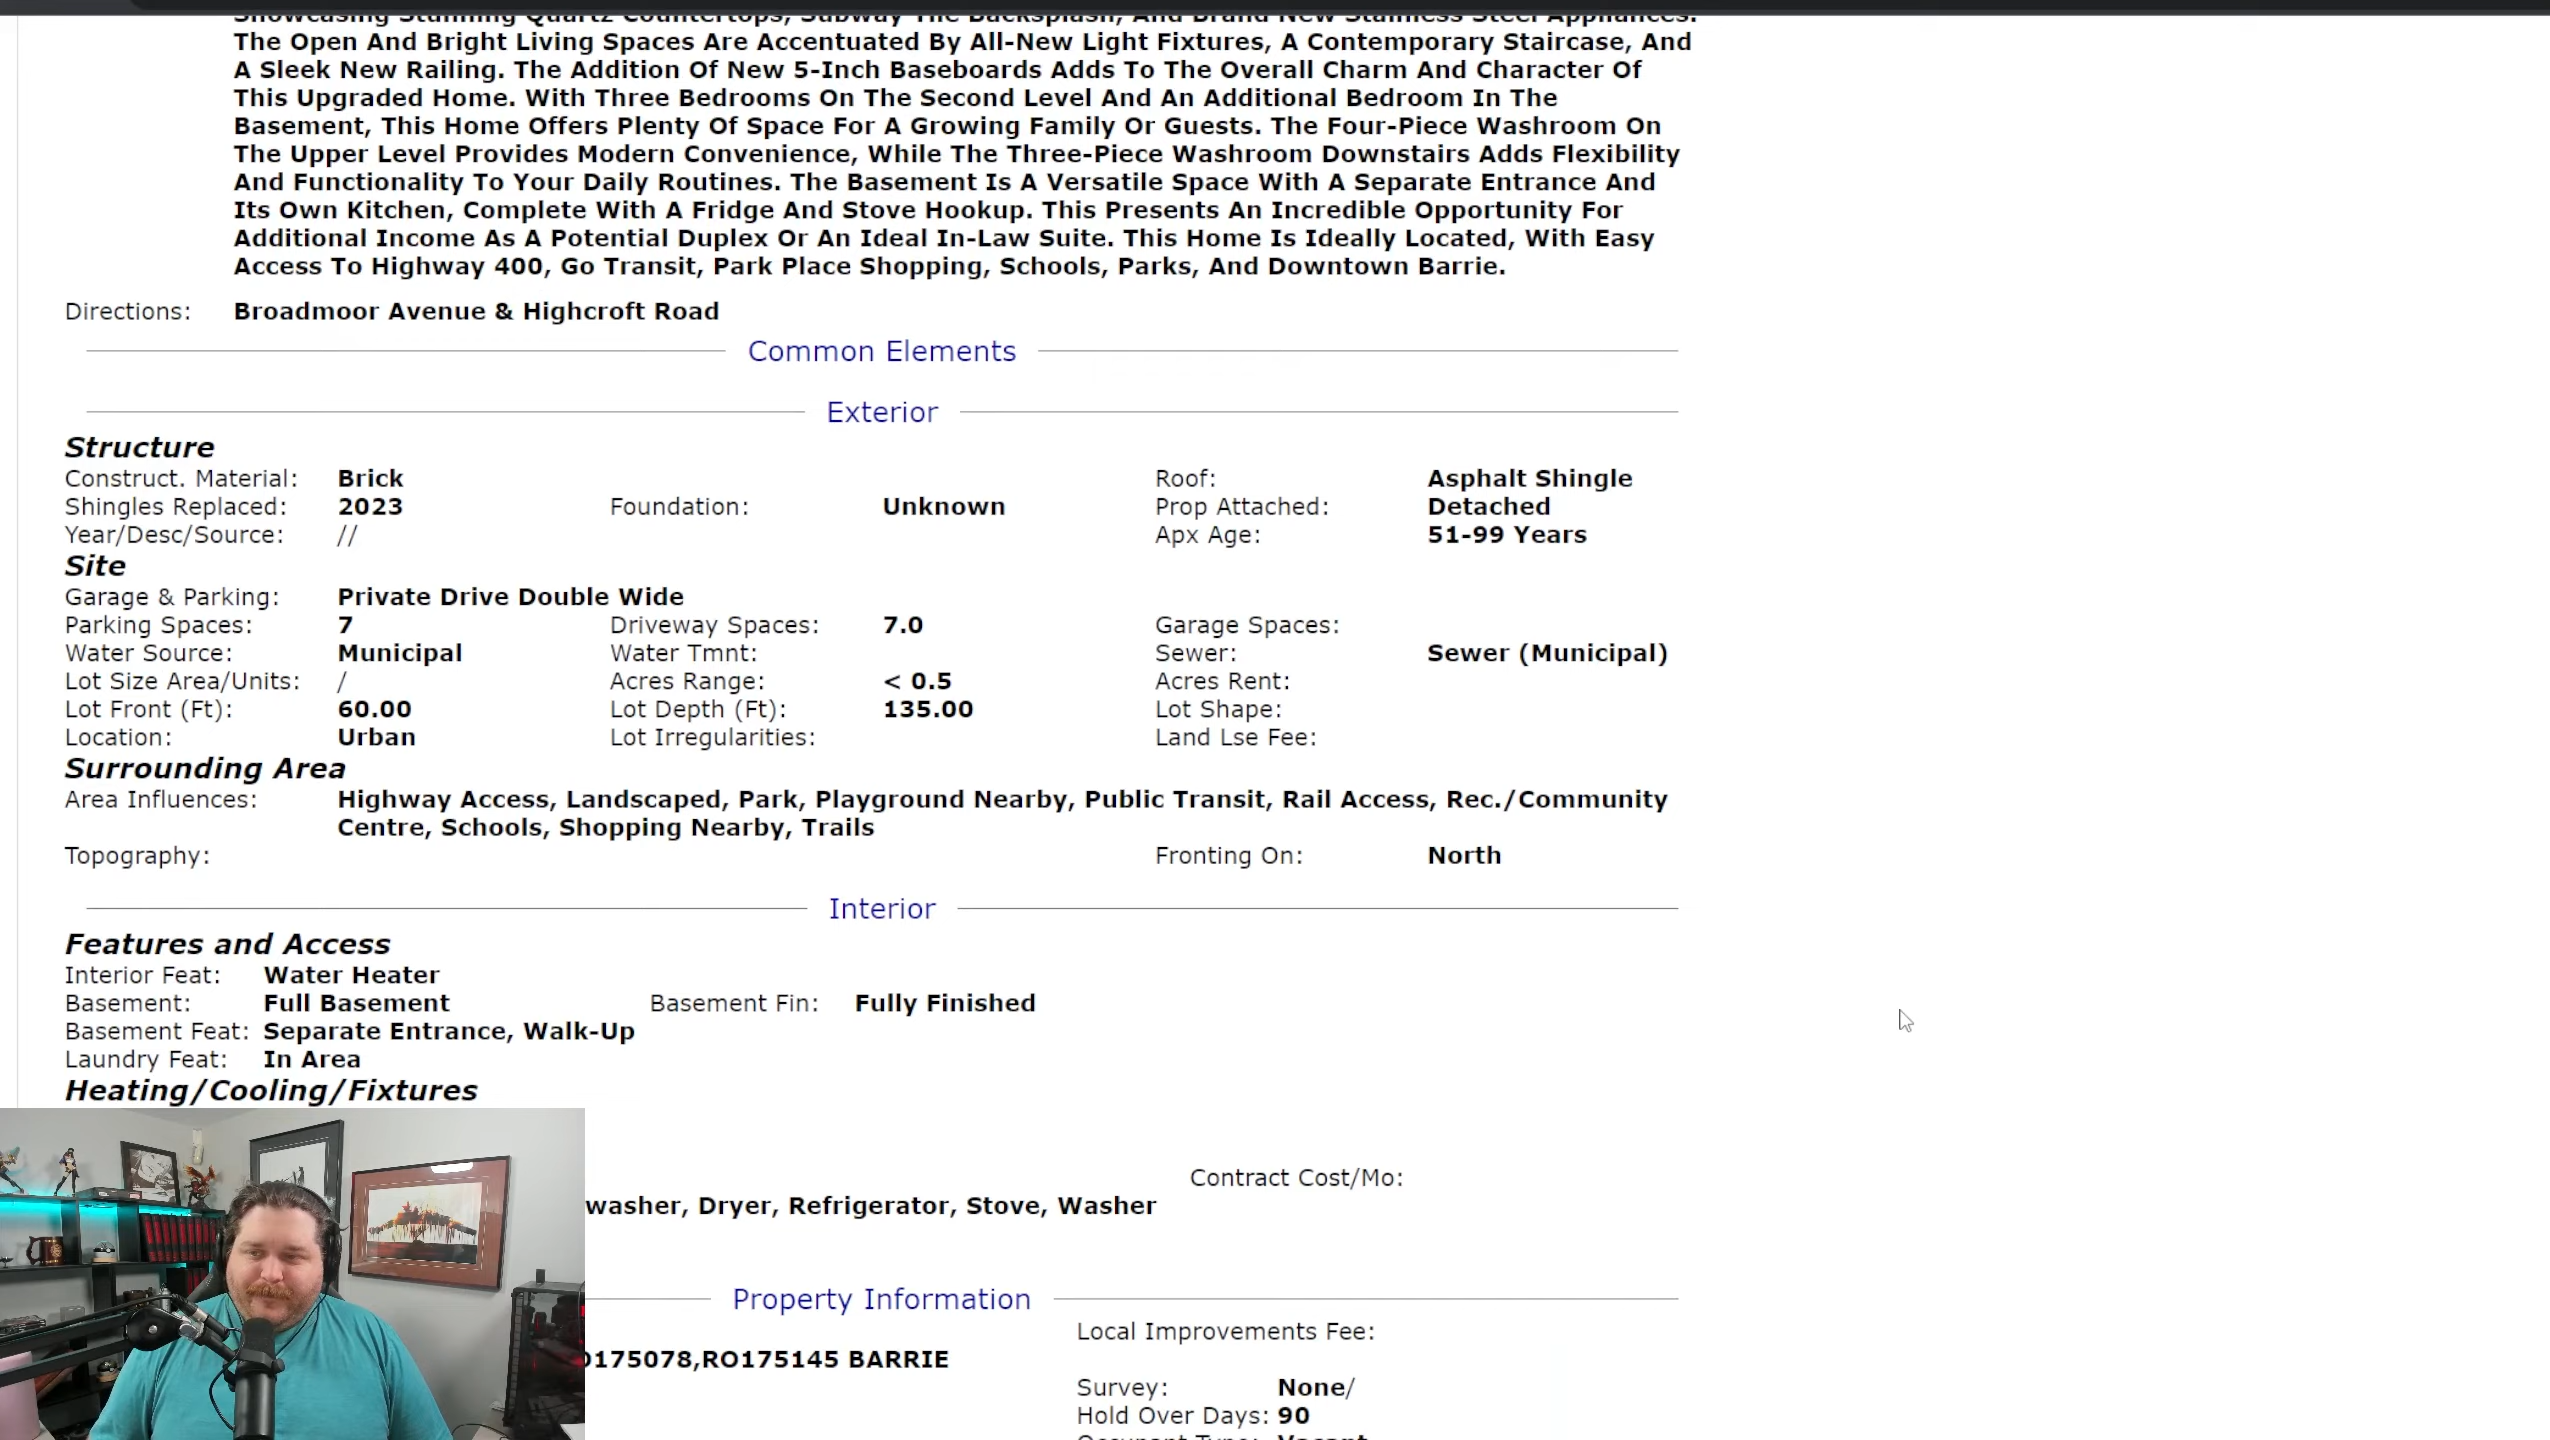 Showcasing Stunning Quartz Countertops, Subway Tile Backsplash, And Brand New Stainless Steel Appliances.
The Open And Bright Living Spaces Are Accentuated By All-New Light Fixtures, A Contemporary Staircase, And
A Sleek New Railing. The Addition Of New 5-Inch Baseboards Adds To The Overall Charm And Character Of
This Upgraded Home. With Three Bedrooms On The Second Level And An Additional Bedroom In The
Basement, This Home Offers Plenty Of Space For A Growing Family Or Guests. The Four-Piece Washroom On
The Upper Level Provides Modern Convenience, While The Three-Piece Washroom Downstairs Adds Flexibility
And Functionality To Your Daily Routines. The Basement Is A Versatile Space With A Separate Entrance And
Its Own Kitchen, Complete With A Fridge And Stove Hookup. This Presents An Incredible Opportunity For
Additional Income As A Potential Duplex Or An Ideal In-Law Suite. This Home Is Ideally Located, With Easy
Access To Highway 400, Go Transit, Park Place Shopping, Schools, Parks, And Downtown Barrie.
Directions: Broadmoor Avenue & Highcroft Road
Common Elements
Exterior
Structure
Construct. Material: Brick Roof: Asphalt Shingle
Shingles Replaced: 2023 Foundation: Unknown Prop Attached: Detached
Year/Desc/Source: // Apx Age: 51-99 Years
Site
Garage & Parking: Private Drive Double Wide
Parking Spaces: 7 Driveway Spaces: 7.0 Garage Spaces:
Water Source: Municipal Water Tmnt: Sewer: Sewer (Municipal)
Lot Size Area/Units: / Acres Range: < 0.5 Acres Rent:
Lot Front (Ft): 60.00 Lot Depth (Ft): 135.00 Lot Shape:
Location: Urban Lot Irregularities: Land Lse Fee:
Surrounding Area
Area Influences: Highway Access, Landscaped, Park, Playground Nearby, Public Transit, Rail Access, Rec./Community
Centre, Schools, Shopping Nearby, Trails
Topography: Fronting On: North
Interior
Features and Access
Interior Feat: Water Heater
Basement: Full Basement Basement Fin: Fully Finished
Basement Feat: Separate Entrance, Walk-Up
Laundry Feat: In Area
Heating/Cooling/Fixtures
Contract Cost/Mo:
washer, Dryer, Refrigerator, Stove, Washer
Property Information
Local Improvements Fee:
175078,RO175145 BARRIE
Survey: None/
Hold Over Days: 90